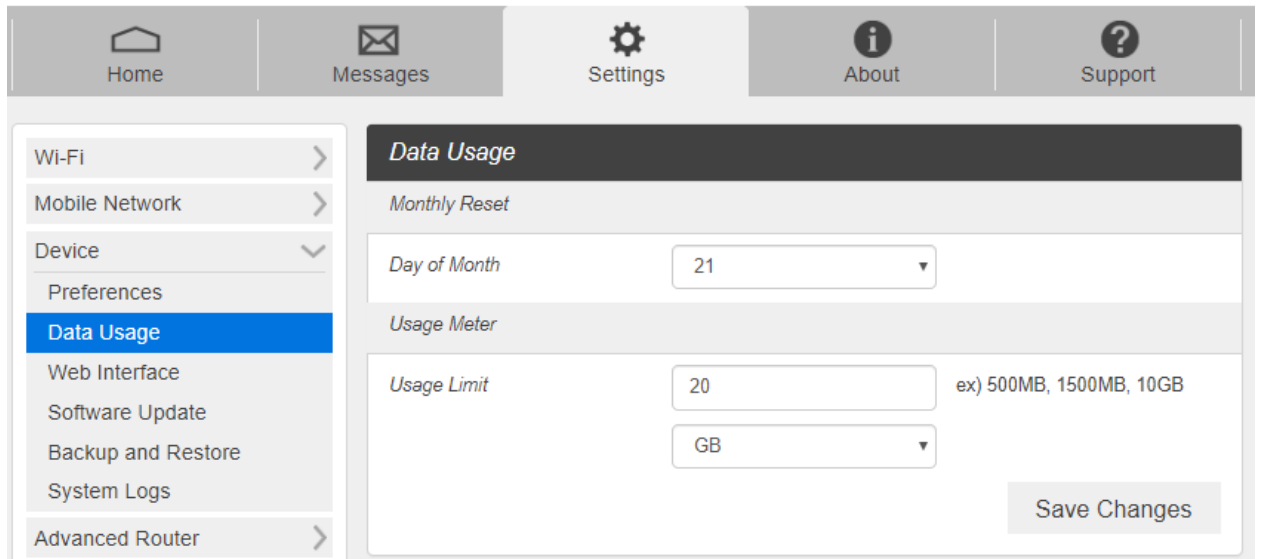 Home Messages Settings About Support
Wi-Fi
Mobile Network
Device
Preferences
Data Usage
Web Interface
Software Update
Backup and Restore
System Logs
Advanced Router
Data Usage
Monthly Reset
Day of Month 21
Usage Meter
Usage Limit 20 ex) 500MB, 1500MB, 10GB
GB
Save Changes